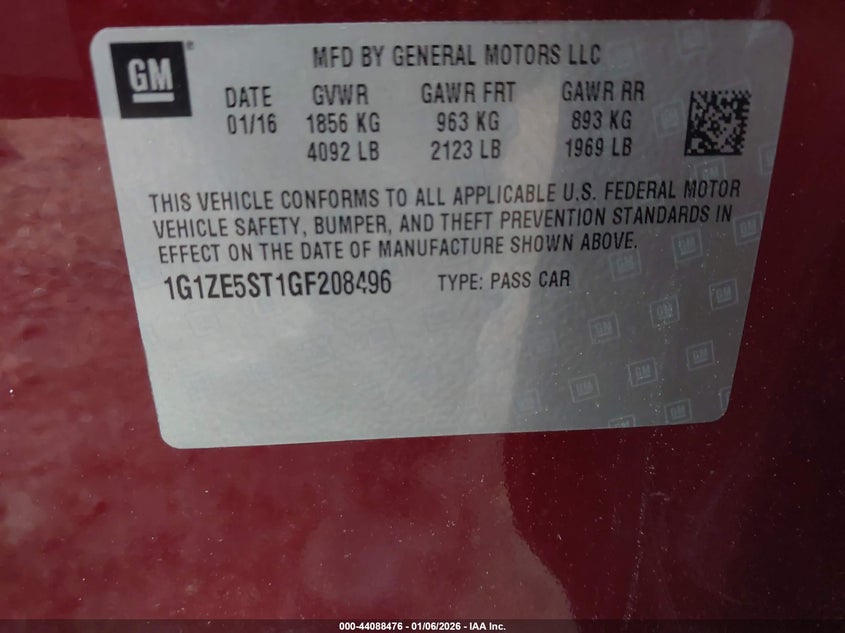 GM
MFD BY GENERAL MOTORS LLC
DATE GVWR GAWR FRT GAWR RR
01/16 1856 KG 963 KG 893 KG
4092 LB 2123 LB 1969 LB
THIS VEHICLE CONFORMS TO ALL APPLICABLE U.S. FEDERAL MOTOR
VEHICLE SAFETY, BUMPER, AND THEFT PREVENTION STANDARDS IN
EFFECT ON THE DATE OF MANUFACTURE SHOWN ABOVE.
1G1ZE5ST1GF208496 TYPE: PASS CAR
000-44088476 - 01/06/2026 - IAA Inc.